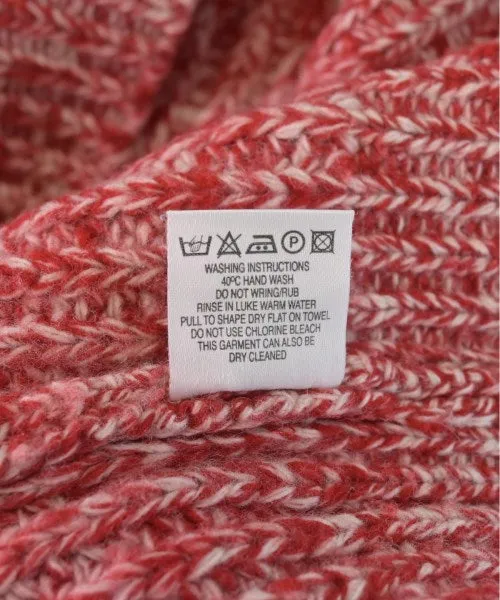 P
WASHING INSTRUCTIONS
40ºC HAND WASH
DO NOT WRING/RUB
RINSE IN LUKE WARM WATER
PULL TO SHAPE DRY FLAT ON TOWEL
DO NOT USE CHLORINE BLEACH
THIS GARMENT CAN ALSO BE
DRY CLEANED